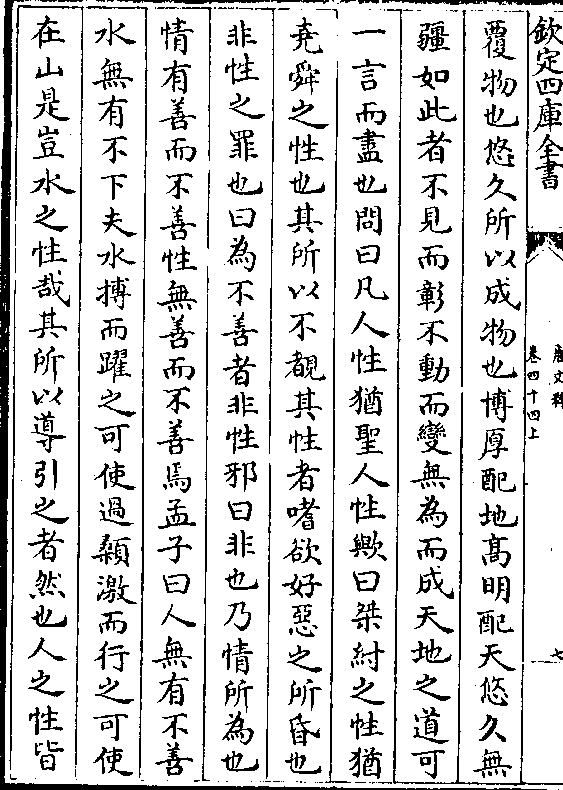 欽定四庫全書
唐文粹
卷四十四上
七
覆物也悠久所以成物也博厚配地髙明配天悠久無
疆如此者不見而彰不動而變無為而成天地之道可
一言而盡也問曰凡人性猶聖人性歟曰桀紂之性猶
堯舜之性也其所以不覩其性者嗜欲好惡之所昏也
非性之罪也曰為不善者非性邪曰非也乃情所為也
情有善而不善性無善而不善焉孟子曰人無有不善
水無有不下夫水搏而躍之可使過顙激而行之可使
在山是豈水之性哉其所以導引之者然也人之性皆